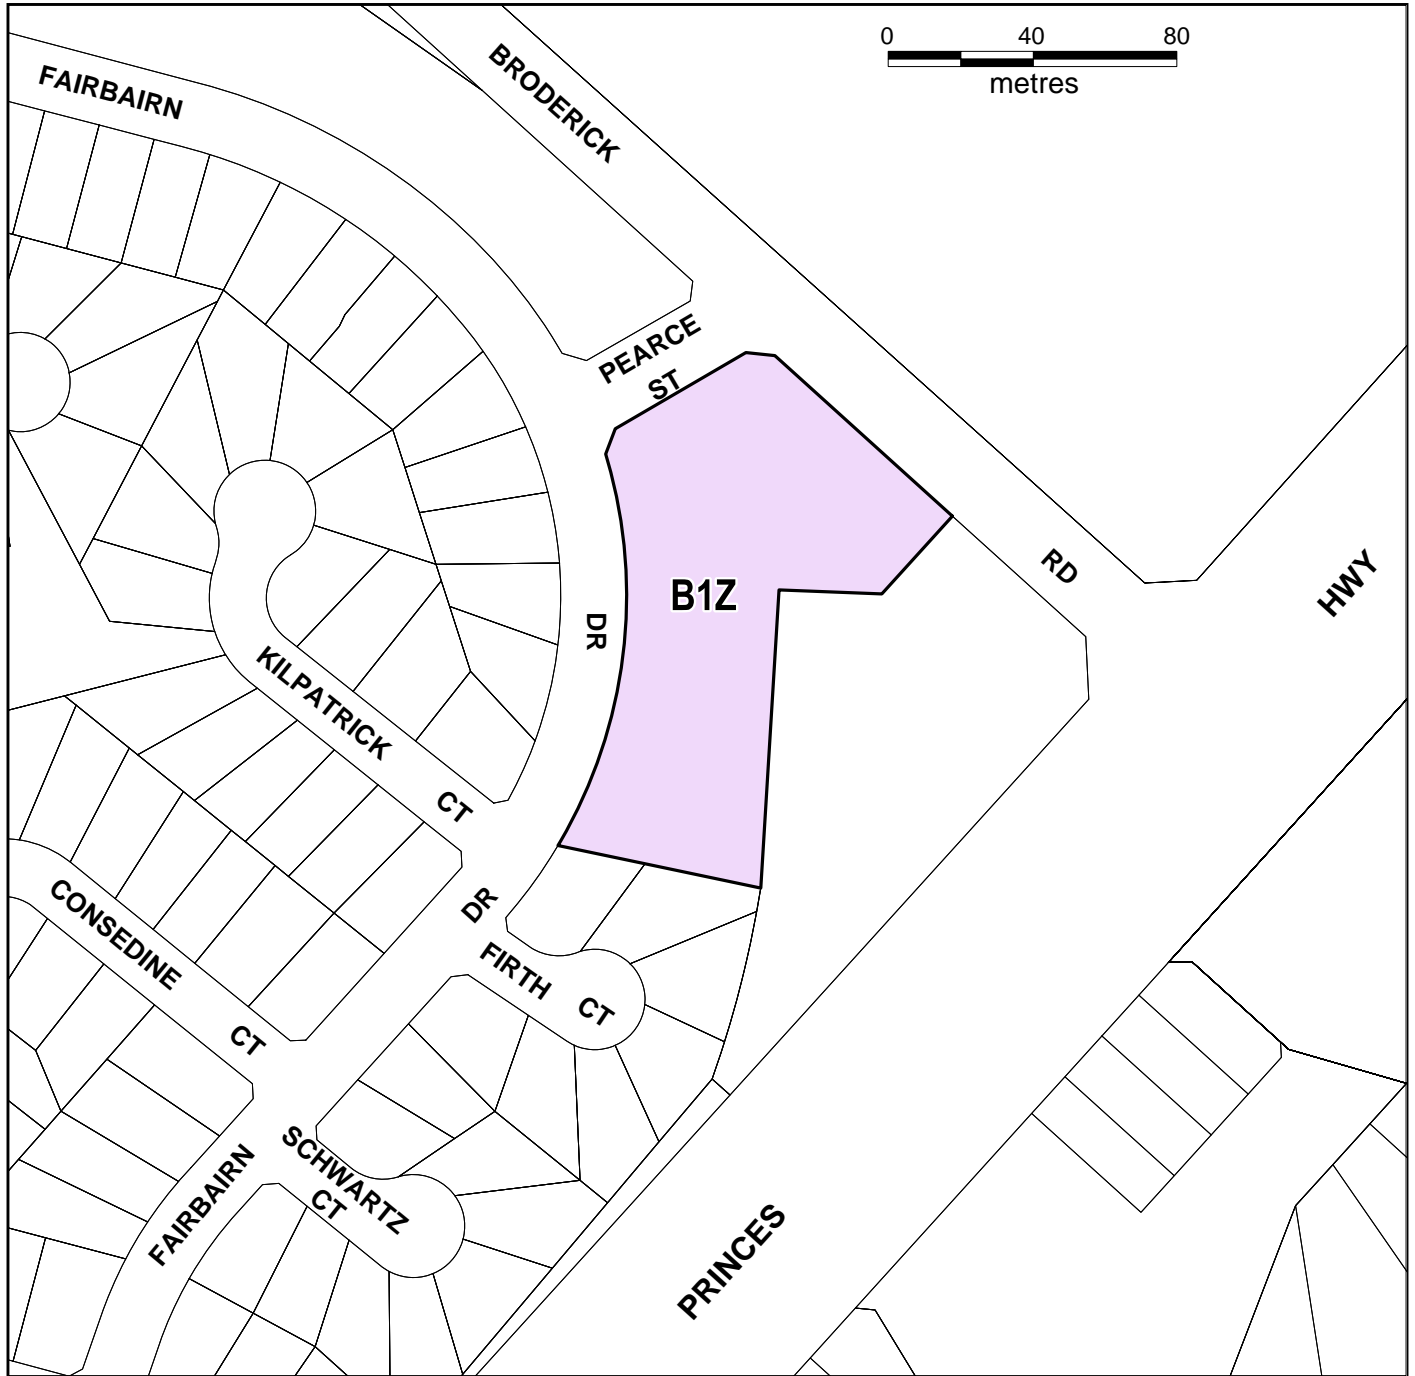 0 40 80
metres
BRODERICK
FAIRBAIRN
PEARCE
ST
RD
HWY
B1Z
DR
KILPATRICK
CT
DR
CONSEDINE
CT
FIRTH CT
SCHWARTZ
CT
FAIRBAIRN
PRINCES